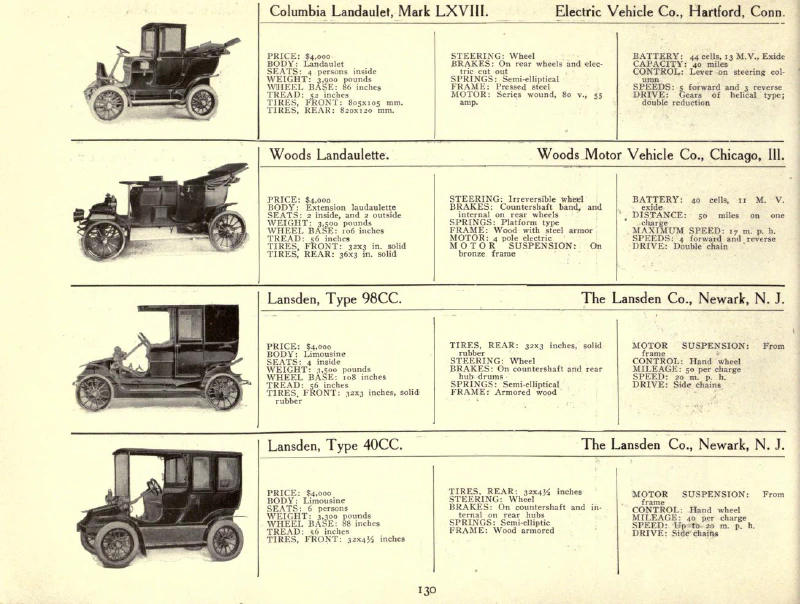 Columbia Landaulet, Mark LXVIII. Electric Vehicle Co., Hartford, Conn.
PRICE: $4,000
BODY: Landaulet
SEATS: 4 persons inside
WEIGHT: 3,900 pounds
WHEEL BASE: 86 inches
TREAD: 52 inches
TIRES, FRONT: 805x105 mm.
TIRES, REAR: 820x120 mm.
STEERING: Wheel
BRAKES: On rear wheels and elec-
tric cut out
SPRINGS: Semi-elliptical
FRAME: Pressed steel
MOTOR: Series wound, 80 v., 55
amp.
BATTERY: 44 cells, 13 M.V., Exide
CAPACITY: 40 miles
CONTROL: Lever on steering col-
umn
SPEEDS: 5 forward and 3 reverse
DRIVE: Gears of helical type;
double reduction
Woods Landaulette. Woods Motor Vehicle Co., Chicago, Ill.
PRICE: $4,000
BODY: Extension laudaulette
SEATS: 2 inside, and 2 outside
WEIGHT: 3,500 pounds
WHEEL BASE: 106 inches
TREAD: 56 inches
TIRES, FRONT: 32x3 in. solid
TIRES, REAR: 36x3 in. solid
STEERING: Irreversible wheel
BRAKES: Countershaft band, and
internal on rear wheels
SPRINGS: Platform type
FRAME: Wood with steel armor
MOTOR: 4 pole electric
MOTOR SUSPENSION: On
bronze frame
BATTERY: 40 cells, 11 M. V.
exide
DISTANCE: 50 miles on one
charge
MAXIMUM SPEED: 17 m. p. h.
SPEEDS: 4 forward and reverse
DRIVE: Double chain
Lansden, Type 98CC. The Lansden Co., Newark, N. J.
PRICE: $4,000
BODY: Limousine
SEATS: 4 inside
WEIGHT: 3,500 pounds
WHEEL BASE: 108 inches
TREAD: 56 inches
TIRES, FRONT: 32x3 inches, solid
rubber
TIRES, REAR: 32x3 inches, solid
rubber
STEERING: Wheel
BRAKES: On countershaft and rear
hub drums
SPRINGS: Semi-elliptical
FRAME: Armored wood
MOTOR SUSPENSION: From
frame
CONTROL: Hand wheel
MILEAGE: 50 per charge
SPEED: 20 m. p. h.
DRIVE: Side chains
Lansden, Type 40CC. The Lansden Co., Newark, N. J.
PRICE: $4,000
BODY: Limousine
SEATS: 6 persons
WEIGHT: 3,300 pounds
WHEEL BASE: 88 inches
TREAD: 56 inches
TIRES, FRONT: 32x4½ inches
TIRES, REAR: 32x4½ inches
STEERING: Wheel
BRAKES: On countershaft and in-
ternal on rear hubs
SPRINGS: Semi-elliptic
FRAME: Wood armored
MOTOR SUSPENSION: From
frame
CONTROL: Hand wheel
MILEAGE: 40 per charge
SPEED: Up to 20 m. p. h.
DRIVE: Side chains
130